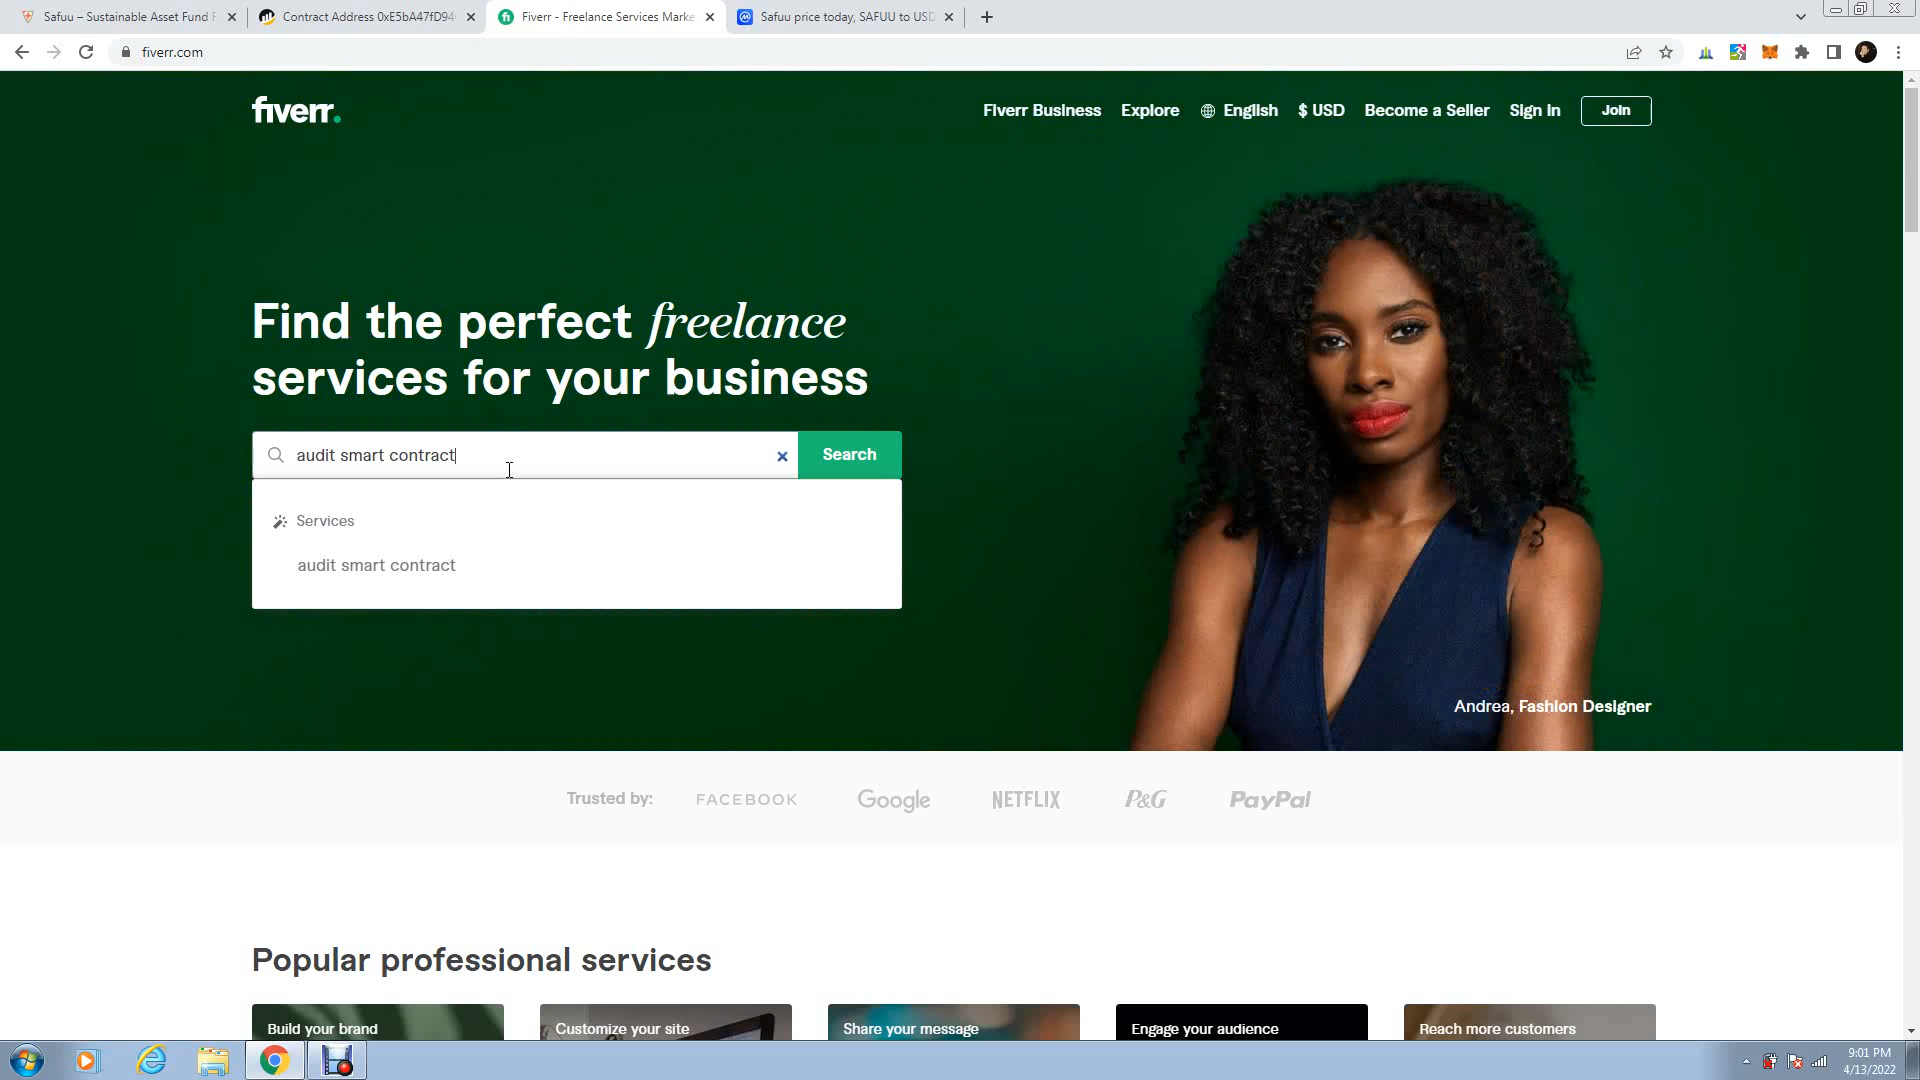 Safuu – Sustainable Asset Fund F
Contract Address 0xE5bA47fD94
Fiverr - Freelance Services Marke
Safuu price today, SAFUU to USD
fiverr.com
fiverr.
Fiverr Business
Explore
English
$ USD
Become a Seller
Sign in
Join
Find the perfect freelance
services for your business
audit smart contract
Search
Services
audit smart contract
Andrea, Fashion Designer
Trusted by:
FACEBOOK
Google
NETFLIX
P&G
PayPal
Popular professional services
Build your brand
Customize your site
Share your message
Engage your audience
Reach more customers
9:01 PM
4/13/2022